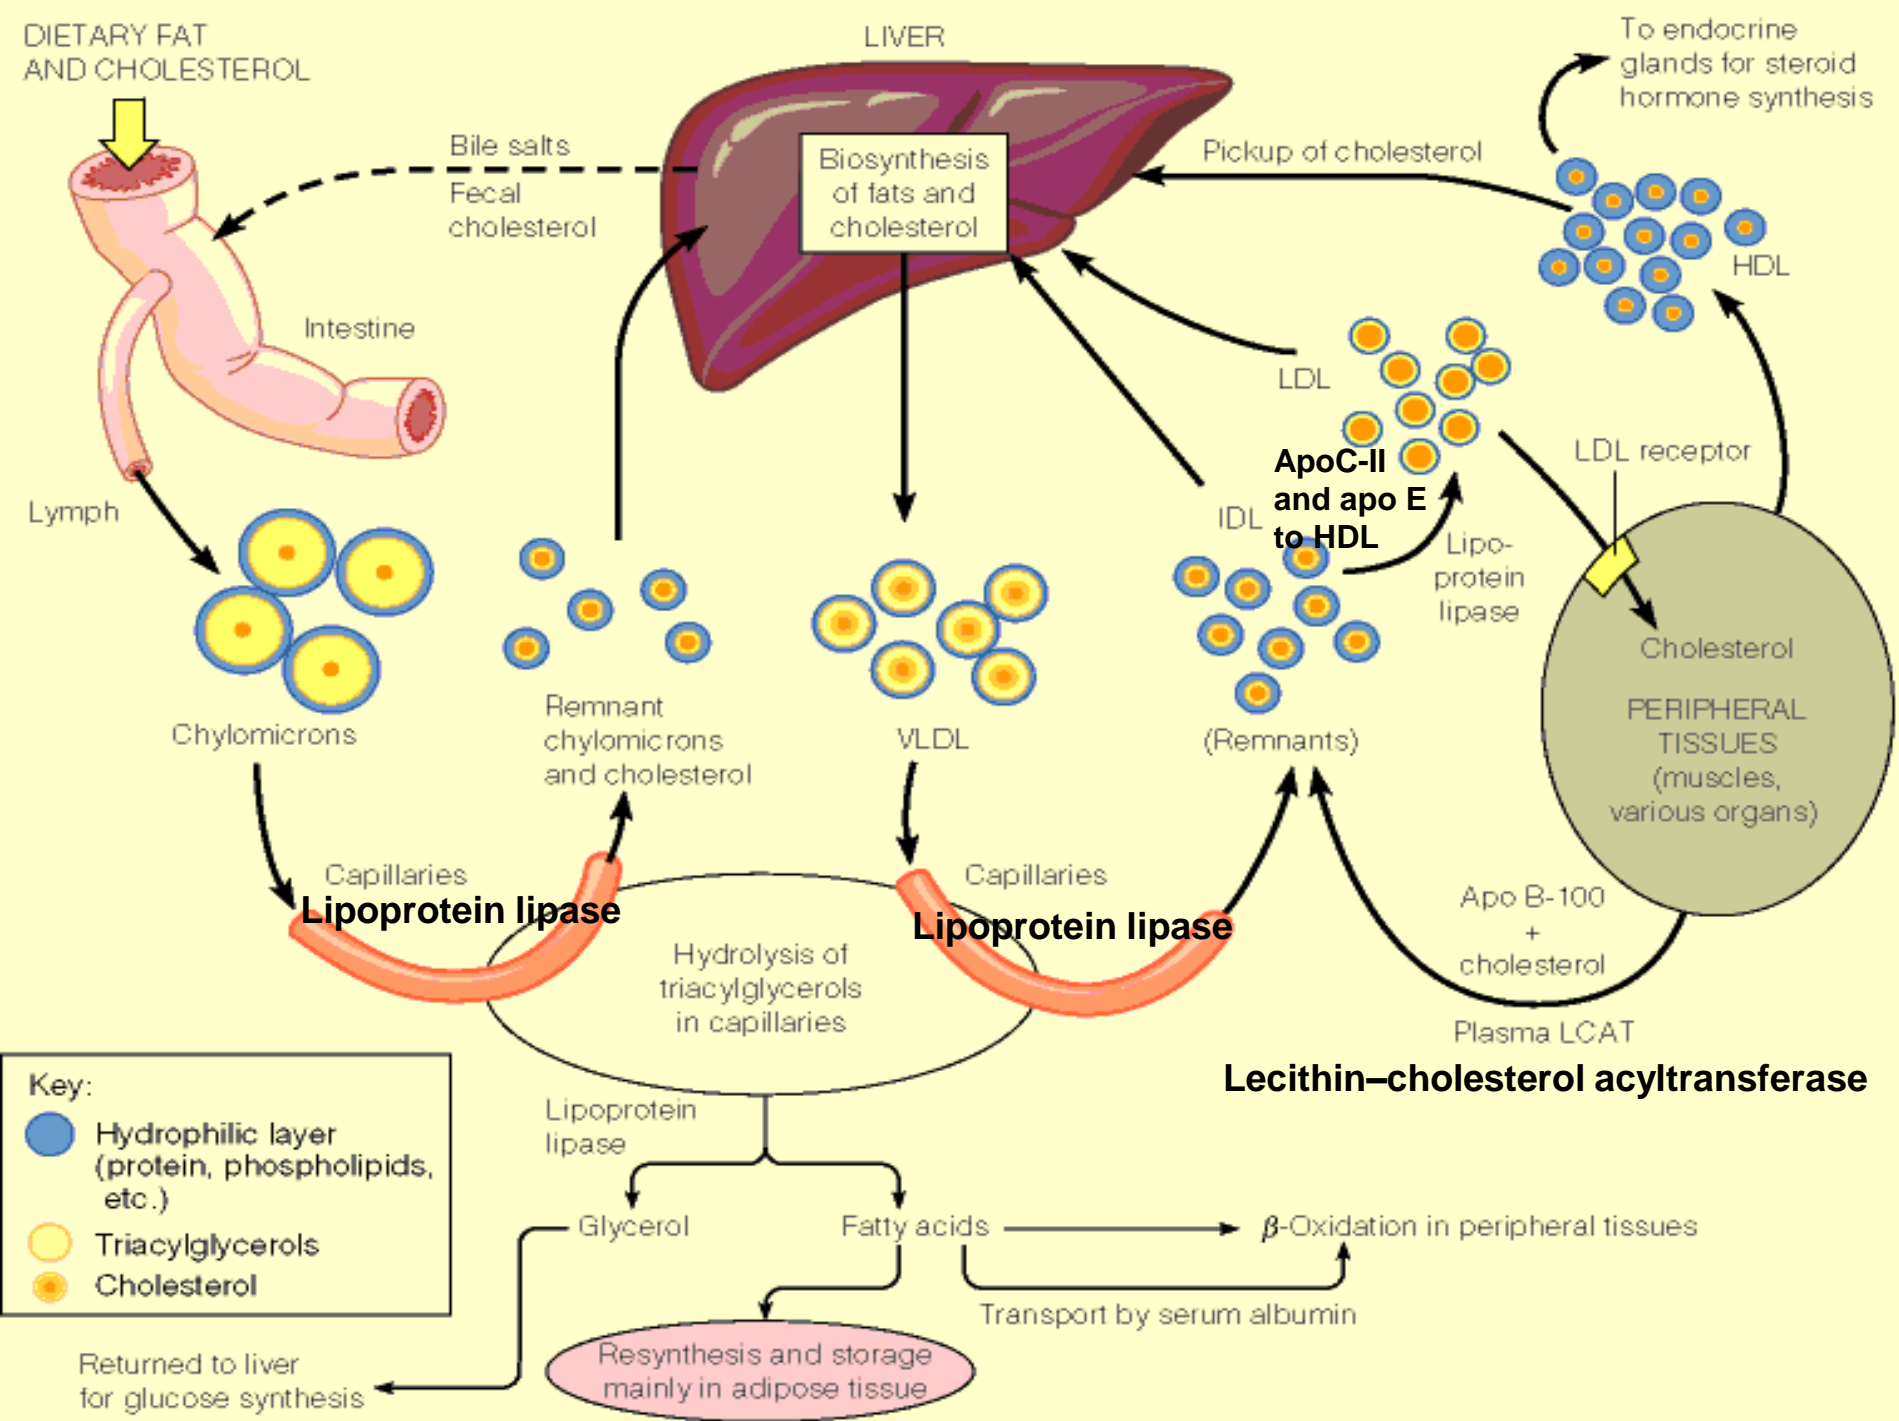 DIETARY FAT
AND CHOLESTEROL
LIVER
To endocrine
glands for steroid
hormone synthesis
Bile salts
Fecal
cholesterol
Biosynthesis
of fats and
cholesterol
Pickup of cholesterol
HDL
Intestine
LDL
LDL receptor
ApoC-II
and apo E
to HDL
IDL
Lymph
Lipo-
protein
lipase
Cholesterol
PERIPHERAL
TISSUES
(muscles,
various organs)
Chylomicrons
Remnant
chylomicrons
and cholesterol
VLDL
(Remnants)
Capillaries
Lipoprotein lipase
Capillaries
Lipoprotein lipase
Hydrolysis of
triacylglycerols
in capillaries
Apo B-100
+
cholesterol
Plasma LCAT
Lecithin–cholesterol acyltransferase
Key:
Hydrophilic layer
(protein, phospholipids,
etc.)
Triacylglycerols
Cholesterol
Lipoprotein
lipase
Glycerol
Fatty acids
β-Oxidation in peripheral tissues
Transport by serum albumin
Resynthesis and storage
mainly in adipose tissue
Returned to liver
for glucose synthesis